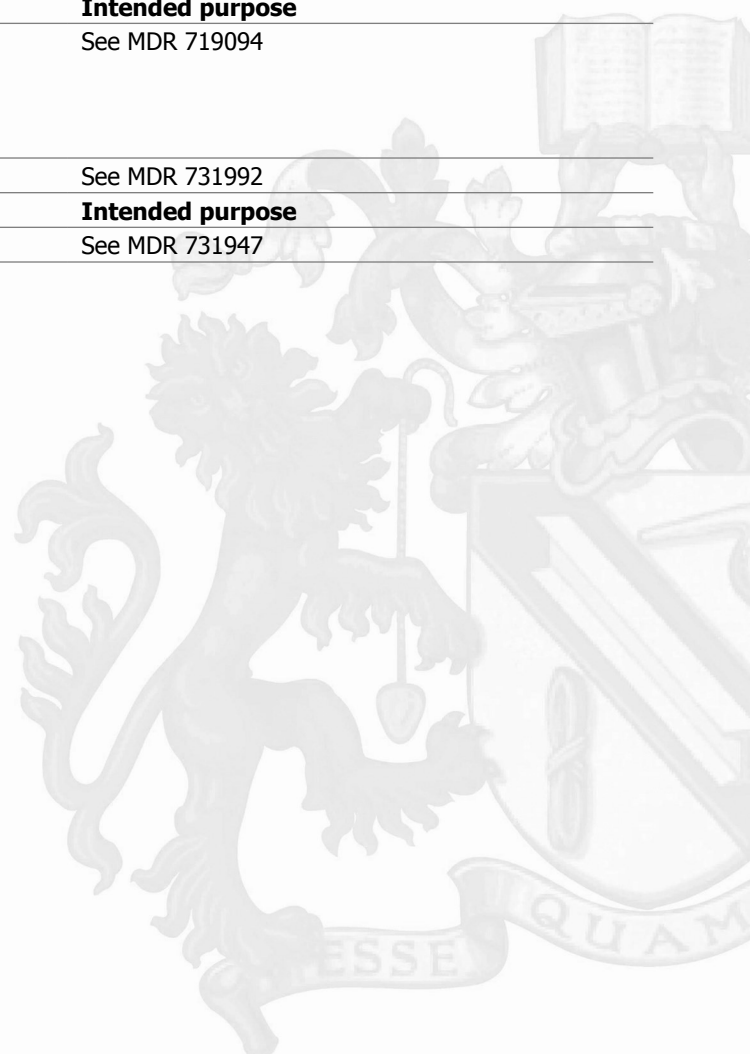 Intended purpose
See MDR 719094
See MDR 731992
Intended purpose
See MDR 731947
ESSE QUAM